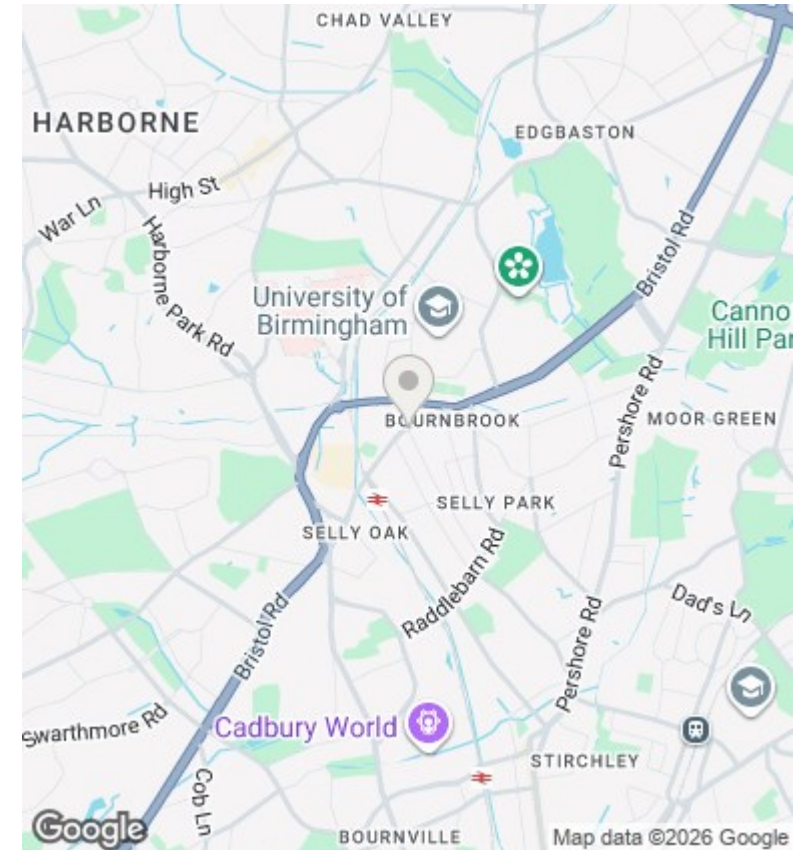 CHAD VALLEY
HARBORNE
EDGBASTON
High St
War Ln
Harborne Park Rd
Bristol Rd
University of
Birmingham
Canno
Hill Par
Pershore Rd
BOURNBROOK
MOOR GREEN
SELLY PARK
SELLY OAK
Raddlebarn Rd
Dad's Ln
Bristol Rd
Pershore Rd
Swarthmore Rd
Cadbury World
Cob Ln
STIRCHLEY
Google
BOURNVILLE
Map data ©2026 Google